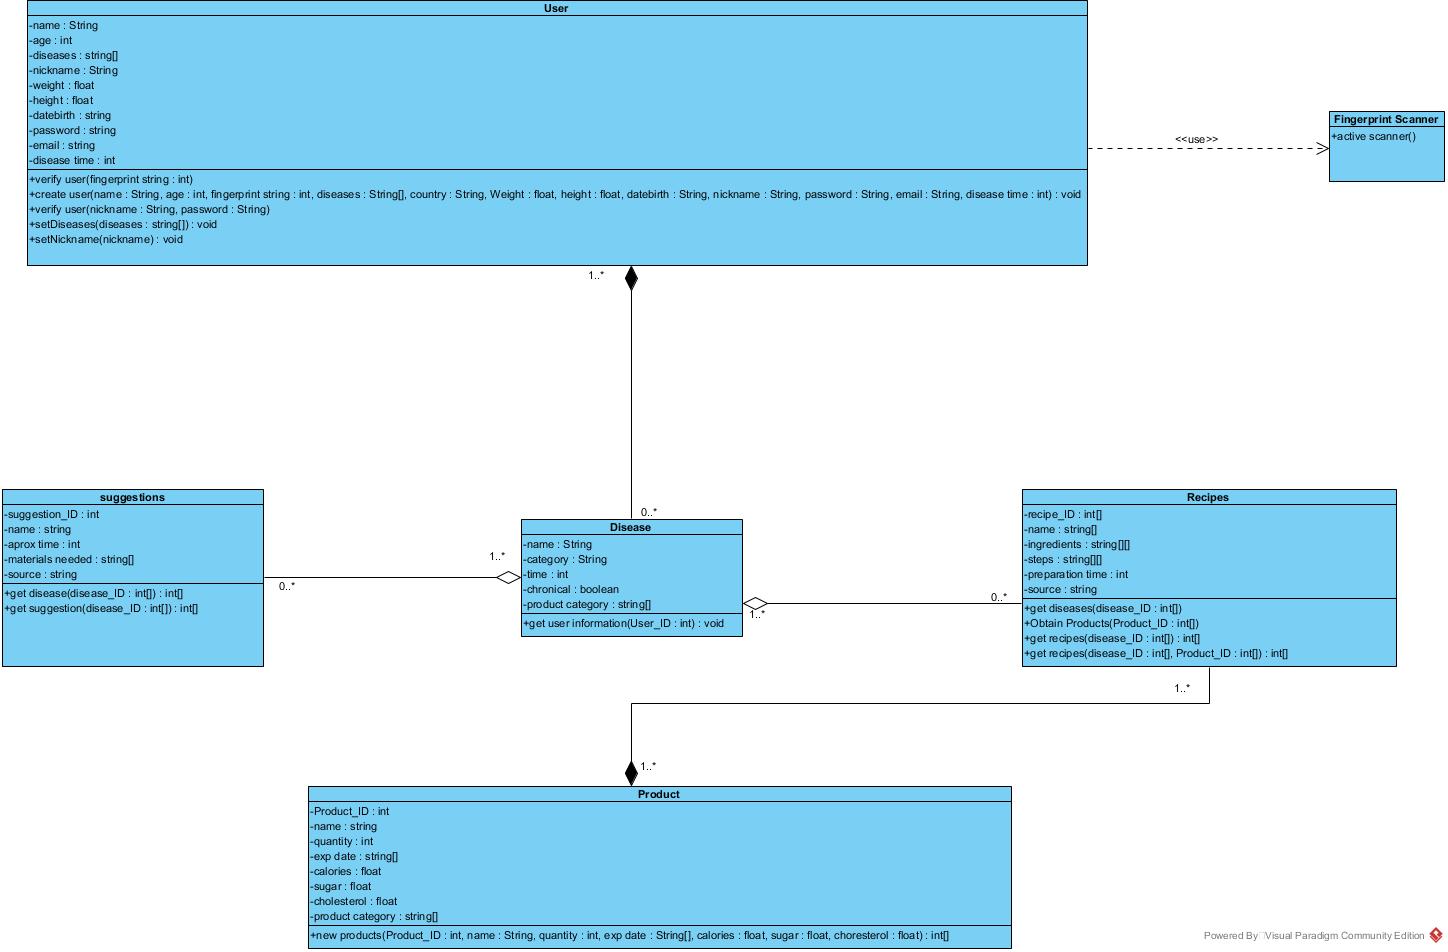 User
-name : String
-age : int
-diseases : string[]
-nickname : String
-weight : float
-height : float
-datebirth : string
-password : string
-email : string
-disease time : int
+verify user(fingerprint string : int)
+create user(name : String, age : int, fingerprint string : int, diseases : String[], country : String, Weight : float, height : float, datebirth : String, nickname : String, password : String, email : String, disease time : int) : void
+verify user(nickname : String, password : String)
+setDiseases(diseases : string[]) : void
+setNickname(nickname) : void
<<use>>
Fingerprint Scanner
+active scanner()
1..*
0..*
suggestions
-suggestion_ID : int
-name : string
-aprox time : int
-materials needed : string[]
-source : string
+get disease(disease_ID : int[]) : int[]
+get suggestion(disease_ID : int[]) : int[]
0..*
1..*
Disease
-name : String
-category : String
-time : int
-chronical : boolean
-product category : string[]
+get user information(User_ID : int) : void
1..*
0..*
Recipes
-recipe_ID : int[]
-name : string[]
-ingredients : string[][]
-steps : string[][]
-preparation time : int
-source : string
+get diseases(disease_ID : int[])
+Obtain Products(Product_ID : int[])
+get recipes(disease_ID : int[]) : int[]
+get recipes(disease_ID : int[], Product_ID : int[]) : int[]
1..*
1..*
Product
-Product_ID : int
-name : string
-quantity : int
-exp date : string[]
-calories : float
-sugar : float
-cholesterol : float
-product category : string[]
+new products(Product_ID : int, name : String, quantity : int, exp date : String[], calories : float, sugar : float, choresterol : float) : int[]
Powered By Visual Paradigm Community Edition